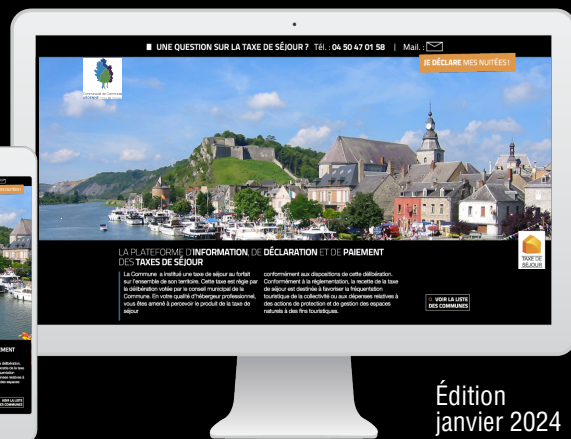 UNE QUESTION SUR LA TAXE DE SÉJOUR ? Tél. : 04 50 47 01 58 | Mail. :
JE DÉCLARE MES NUITÉES !
LA PLATEFORME D'INFORMATION, DE DÉCLARATION ET DE PAIEMENT
DES TAXES DE SÉJOUR
La Commune a institué une taxe de séjour au forfait
sur l'ensemble de son territoire. Cette taxe est régie par
la délibération votée par le conseil municipal de la
Commune. En votre qualité d'hébergeur professionnel,
vous êtes amené à percevoir le produit de la taxe de
séjour
conformément aux dispositions de cette délibération.
Conformément à la réglementation, la recette de la taxe
de séjour est destinée à favoriser la fréquentation
touristique de la collectivité ou aux dépenses relatives à
des actions de protection et de gestion des espaces
naturels à des fins touristiques.
TAXE DE
SÉJOUR
VOIR LA LISTE
DES COMMUNES
EMENT
VOIR LA LISTE
DES COMMUNES
Édition
janvier 2024